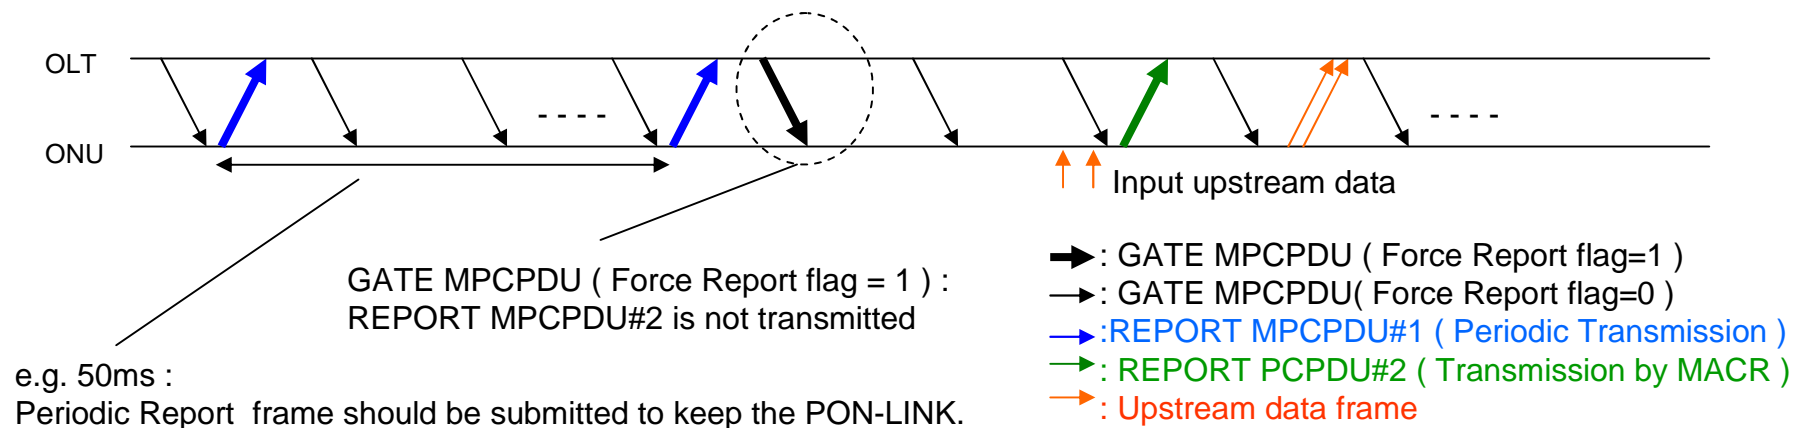 OLT
ONU
Input upstream data
GATE MPCPDU ( Force Report flag = 1 ) :
REPORT MPCPDU#2 is not transmitted
e.g. 50ms :
Periodic Report frame should be submitted to keep the PON-LINK.
: GATE MPCPDU ( Force Report flag=1 )
: GATE MPCPDU( Force Report flag=0 )
:REPORT MPCPDU#1 ( Periodic Transmission )
: REPORT PCPDU#2 ( Transmission by MACR )
: Upstream data frame